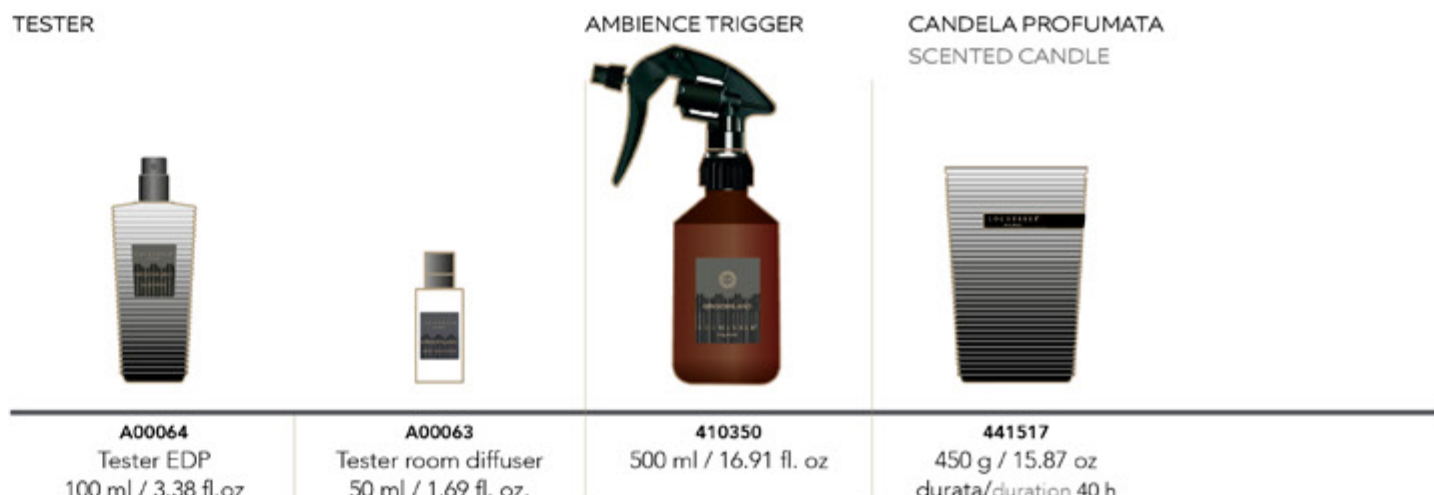 TESTER
AMBIENCE TRIGGER
CANDELA PROFUMATA
SCENTED CANDLE
LOCHERBER
MILANO
A00064
Tester EDP
100 ml / 3.38 fl.oz
A00063
Tester room diffuser
50 ml / 1.69 fl. oz.
410350
500 ml / 16.91 fl. oz
441517
450 g / 15.87 oz
durata/duration 40 h